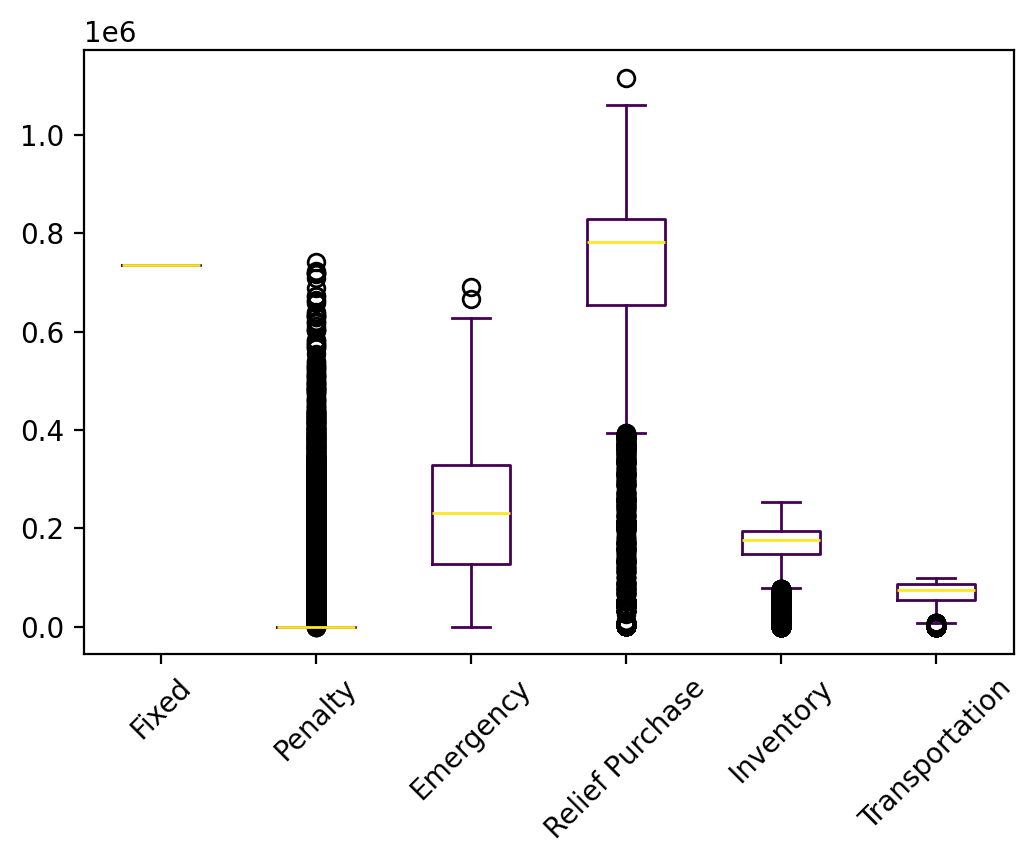 1e6
1.0
0.8
0.6
0.4
0.2
0.0
Fixed
Penalty
Emergency
Relief Purchase
Inventory
Transportation